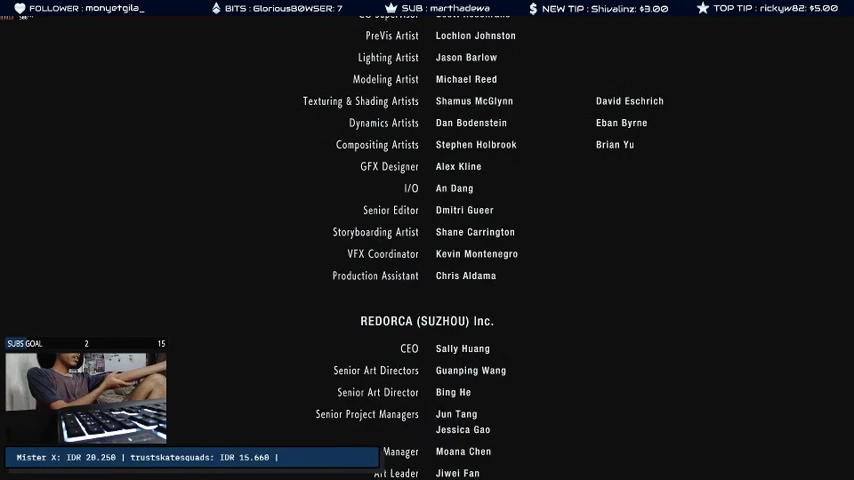 FOLLOWER : monyetgila_ BITS : GloriousB0WSER: 7 SUB : marthadewa NEW TIP : Shivalinz: $3.00 TOP TIP : rickyw82: $5.00
PreViz Artist Lochlon Johnston
Lighting Artist Jason Barlow
Modeling Artist Michael Reed
Texturing & Shading Artists Shamus McGlynn David Eschrich
Dynamics Artists Dan Bodenstein Eban Byrne
Compositing Artists Stephen Holbrook Brian Yu
GFX Designer Alex Kline
I/O An Dang
Senior Editor Dmitri Gueer
Storyboarding Artist Shane Carrington
VFX Coordinator Kevin Montenegro
Production Assistant Chris Aldama
REDORCA (SUZHOU) Inc.
SUBS GOAL 2 15
CEO Sally Huang
Senior Art Directors Guanping Wang
Senior Art Director Bing He
Senior Project Managers Jun Tang
Jessica Gao
Manager Moana Chen
Mister X: IDR 20.250 | trustskatesquads: IDR 15.660 |
Art Leader Jiwei Fan